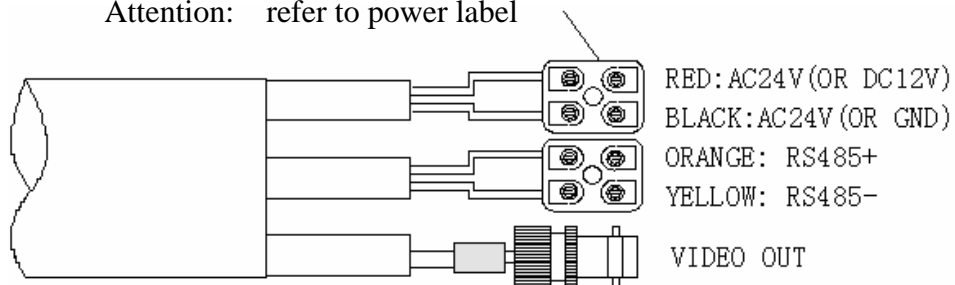 Attention: refer to power label
RED:AC24V(OR DC12V)
BLACK:AC24V(OR GND)
ORANGE: RS485+
YELLOW: RS485-
VIDEO OUT